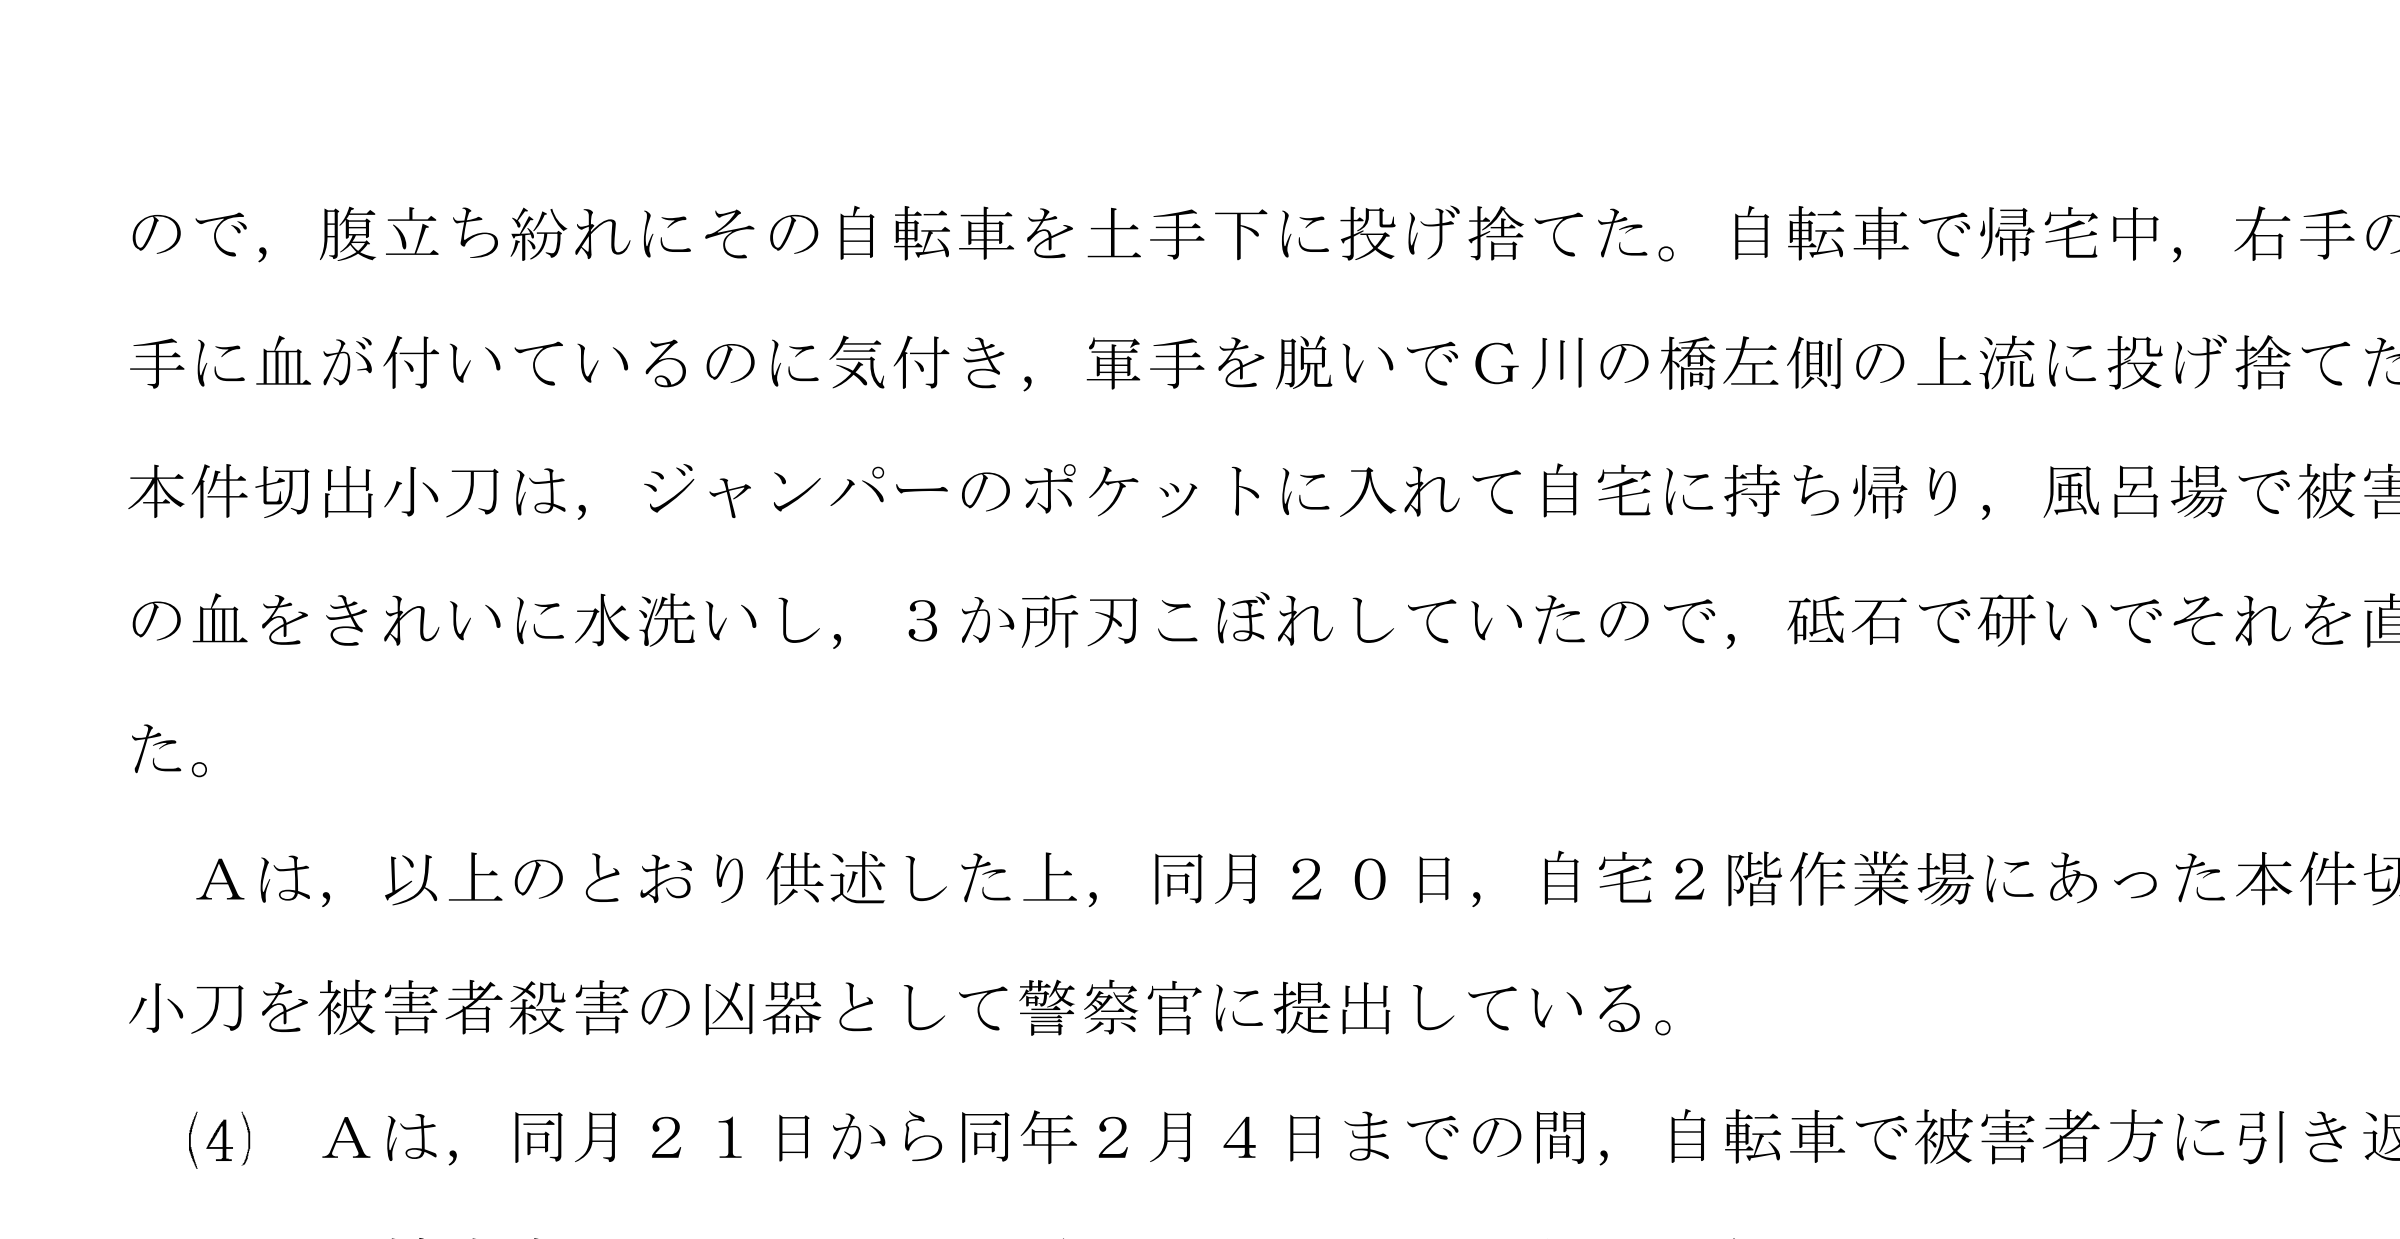 ので，腹立ち紛れにその自転車を土手下に投げ捨てた。自転車で帰宅中，右手の
手に血が付いているのに気付き，軍手を脱いでＧ川の橋左側の上流に投げ捨てた
本件切出小刀は，ジャンパーのポケットに入れて自宅に持ち帰り，風呂場で被害
の血をきれいに水洗いし，３か所刃こぼれしていたので，砥石で研いでそれを直
た。
　Ａは，以上のとおり供述した上，同月２０日，自宅２階作業場にあった本件切
小刀を被害者殺害の凶器として警察官に提出している。
⑷　Ａは，同月２１日から同年２月４日までの間，自転車で被害者方に引き返